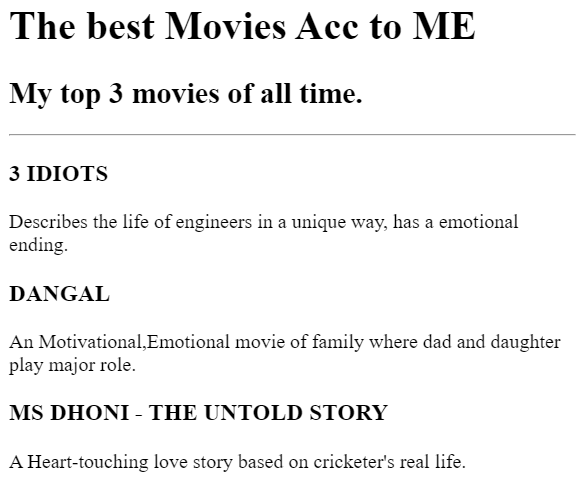 The best Movies Acc to ME
My top 3 movies of all time.
3 IDIOTS
Describes the life of engineers in a unique way, has a emotional
ending.
DANGAL
An Motivational,Emotional movie of family where dad and daughter
play major role.
MS DHONI - THE UNTOLD STORY
A Heart-touching love story based on cricketer's real life.